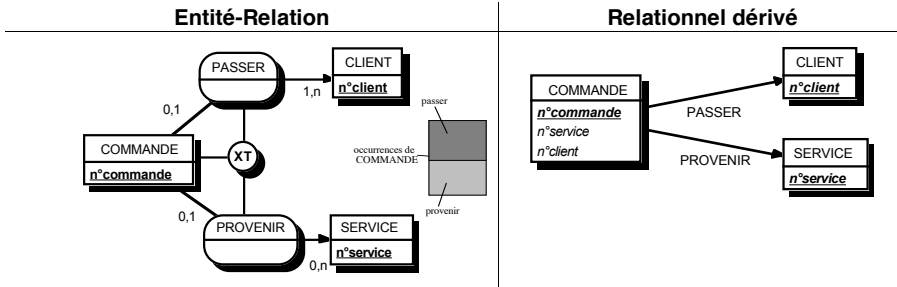 Entité-Relation
Relationnel dérivé
PASSER
CLIENT
n°client
1,n
0,1
passer
occurrences de
COMMANDE
provenir
COMMANDE
n°commande
XT
0,1
PROVENIR
SERVICE
n°service
0,n
COMMANDE
n°commande
n°service
n°client
PASSER
PROVENIR
CLIENT
n°client
SERVICE
n°service